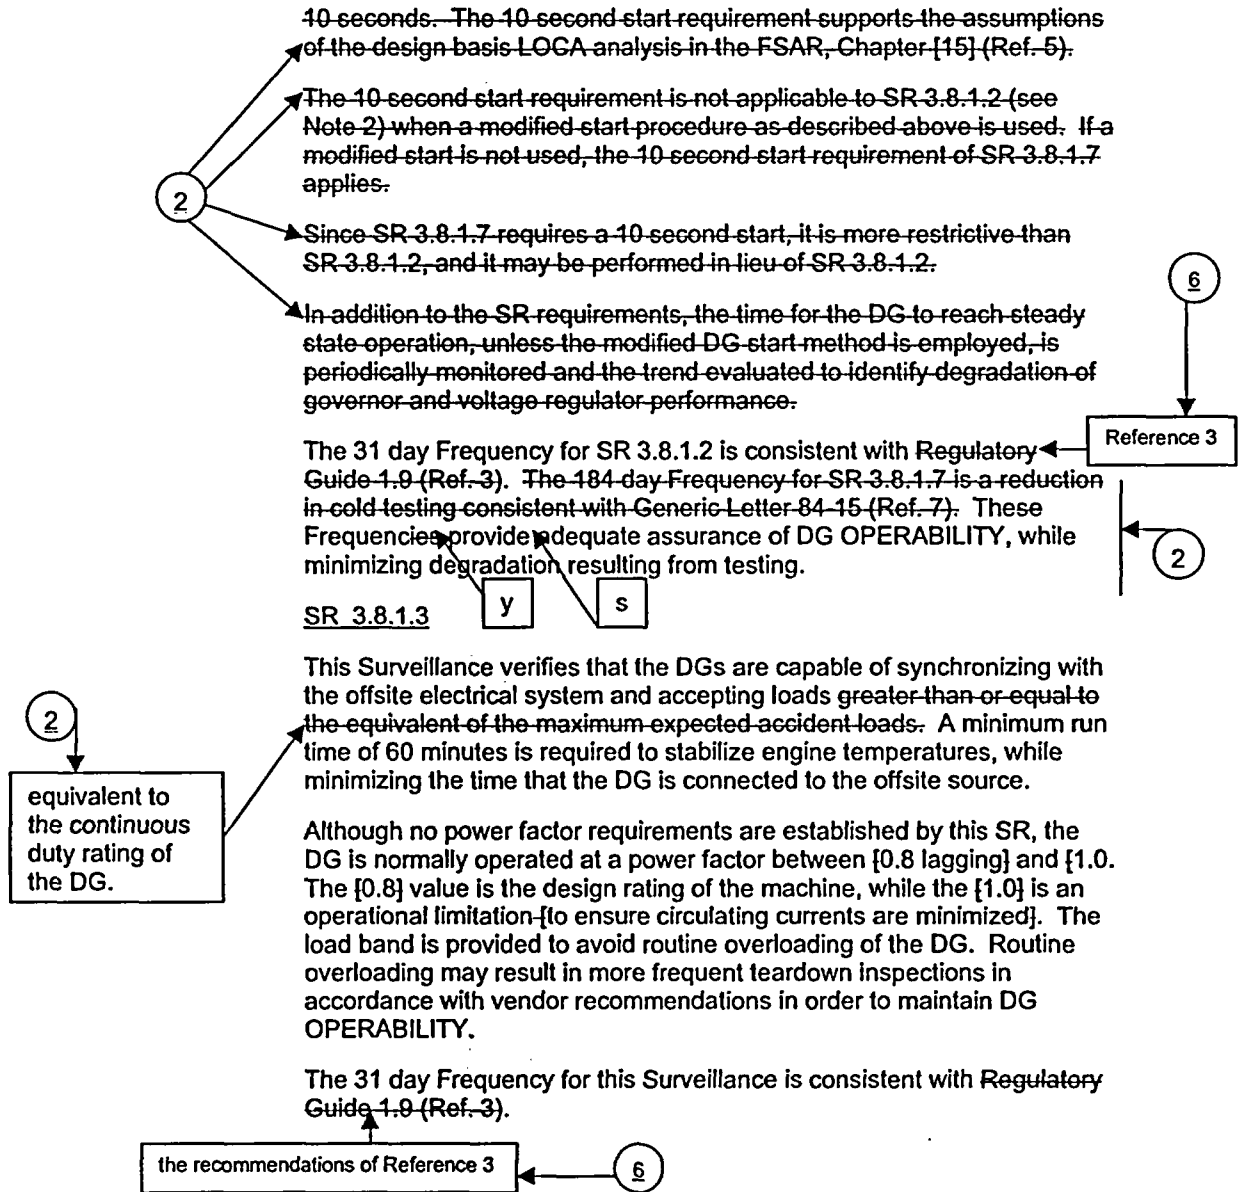 10 seconds. The 10 second start requirement supports the assumptions
of the design basis LOCA analysis in the FSAR, Chapter [15] (Ref. 5).
The 10 second start requirement is not applicable to SR 3.8.1.2 (see
Note 2) when a modified start procedure as described above is used. If a
modified start is not used, the 10 second start requirement of SR 3.8.1.7
applies.
2
Since SR 3.8.1.7 requires a 10 second start, it is more restrictive than
SR 3.8.1.2, and it may be performed in lieu of SR 3.8.1.2.
6
In addition to the SR requirements, the time for the DG to reach steady
state operation, unless the modified DG start method is employed, is
periodically monitored and the trend evaluated to identify degradation of
governor and voltage regulator performance.
Reference 3
The 31 day Frequency for SR 3.8.1.2 is consistent with Regulatory
Guide 1.9 (Ref. 3). The 184 day Frequency for SR 3.8.1.7 is a reduction
in cold testing consistent with Generic Letter 84-15 (Ref. 7). These
Frequencies provide adequate assurance of DG OPERABILITY, while
minimizing degradation resulting from testing.
2
y
s
SR 3.8.1.3
This Surveillance verifies that the DGs are capable of synchronizing with
the offsite electrical system and accepting loads greater than or equal to
the equivalent of the maximum expected accident loads. A minimum run
time of 60 minutes is required to stabilize engine temperatures, while
minimizing the time that the DG is connected to the offsite source.
2
equivalent to
the continuous
duty rating of
the DG.
Although no power factor requirements are established by this SR, the
DG is normally operated at a power factor between [0.8 lagging] and [1.0.
The [0.8] value is the design rating of the machine, while the [1.0] is an
operational limitation [to ensure circulating currents are minimized]. The
load band is provided to avoid routine overloading of the DG. Routine
overloading may result in more frequent teardown inspections in
accordance with vendor recommendations in order to maintain DG
OPERABILITY.
The 31 day Frequency for this Surveillance is consistent with Regulatory
Guide 1.9 (Ref. 3).
the recommendations of Reference 3
6